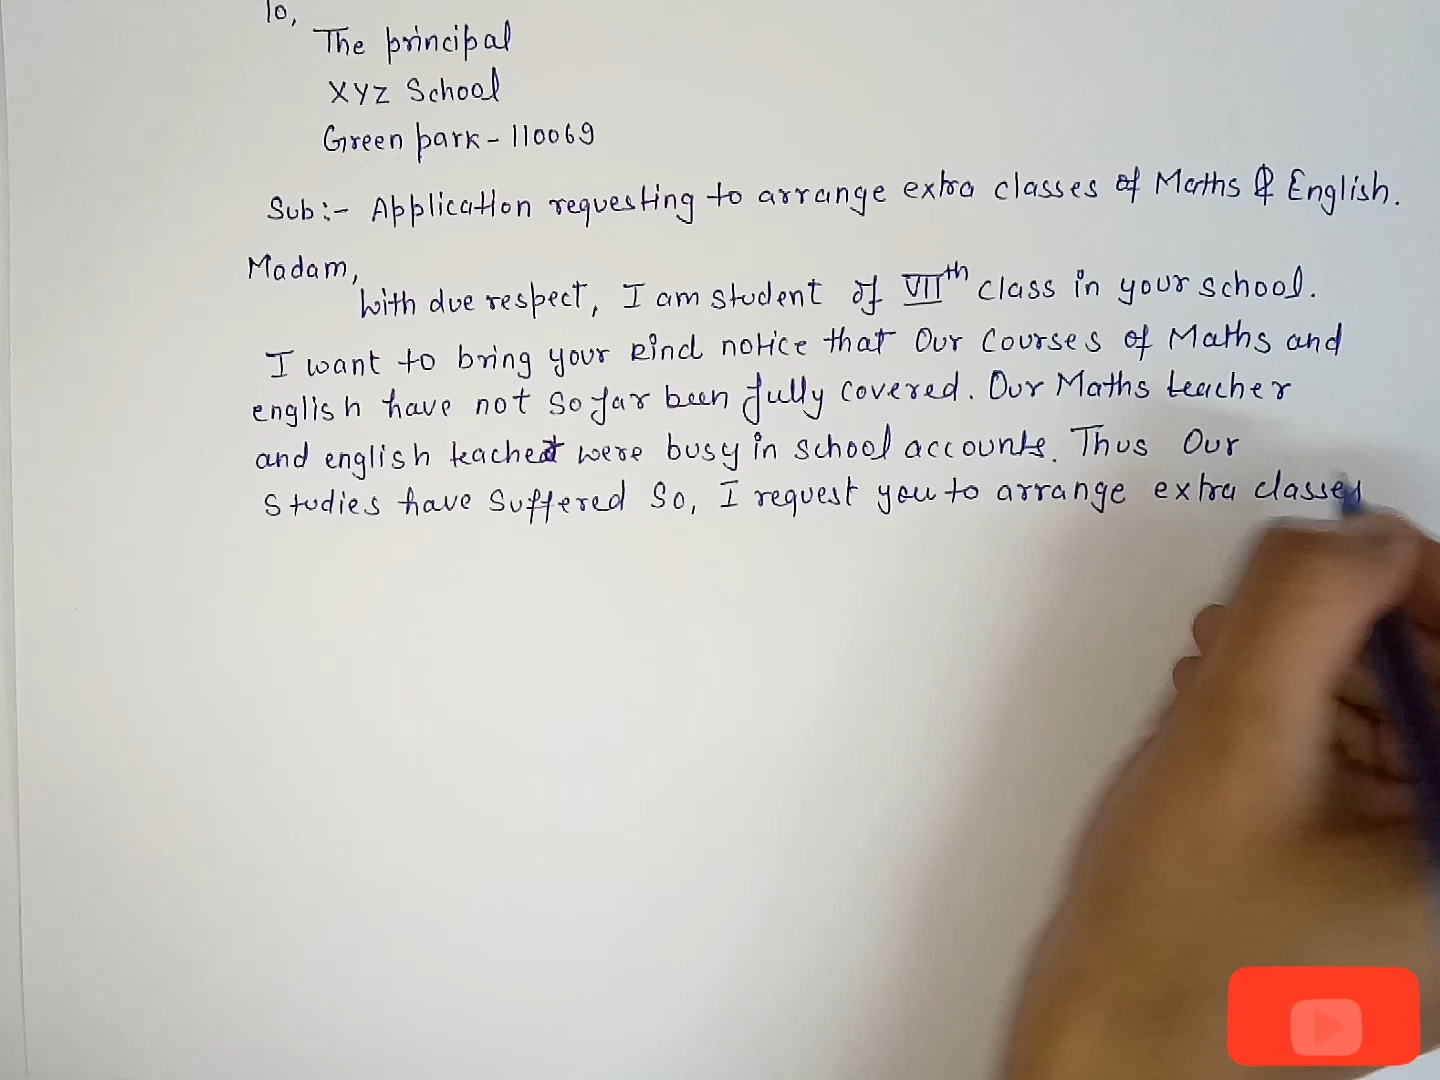 To,
The principal
XYZ School
Green park - 110069
Sub:- Application requesting to arrange extra classes of Maths & English.
Madam,
With due respect, I am student of VIIth class in your school.
I want to bring your kind notice that Our Courses of Maths and
english have not so far been fully covered. Our Maths teacher
and english teacher were busy in school accounts. Thus Our
Studies have Suffered So, I request you to arrange extra classes